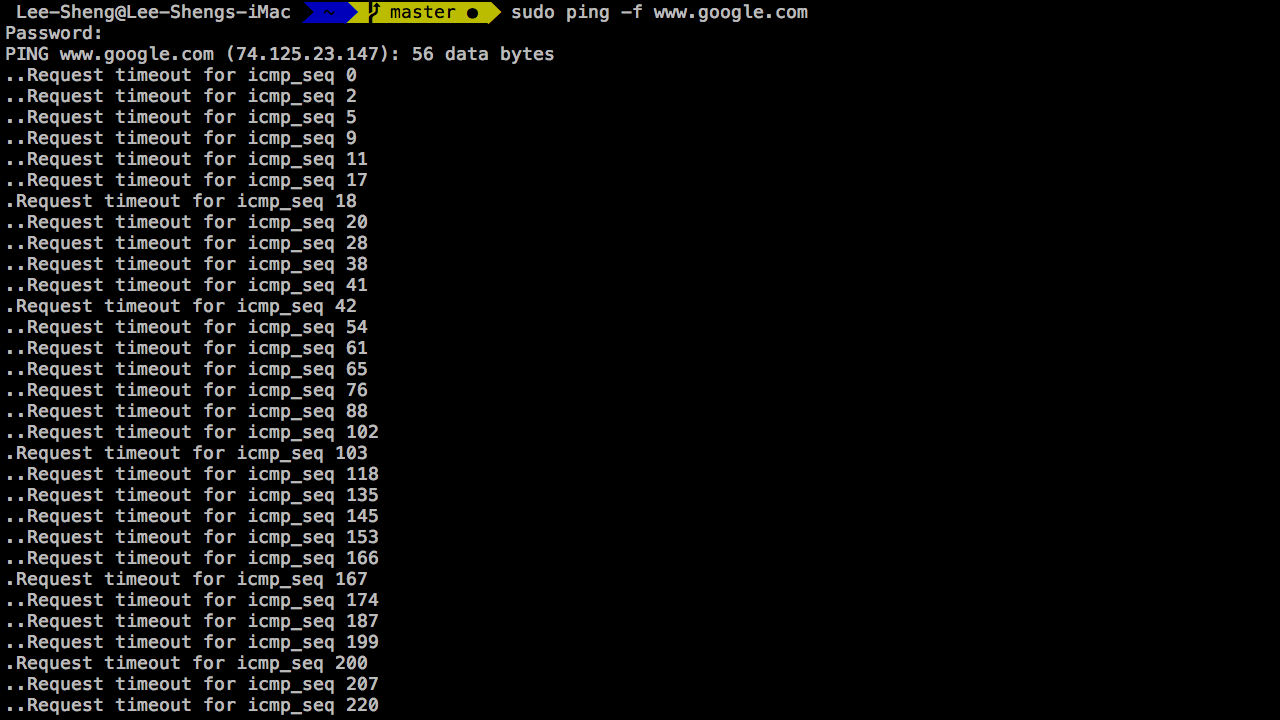 Lee-Sheng@Lee-Shengs-iMac ~ master ● sudo ping -f www.google.com
Password:
PING www.google.com (74.125.23.147): 56 data bytes
..Request timeout for icmp_seq 0
..Request timeout for icmp_seq 2
..Request timeout for icmp_seq 5
..Request timeout for icmp_seq 9
..Request timeout for icmp_seq 11
..Request timeout for icmp_seq 17
.Request timeout for icmp_seq 18
..Request timeout for icmp_seq 20
..Request timeout for icmp_seq 28
..Request timeout for icmp_seq 38
..Request timeout for icmp_seq 41
.Request timeout for icmp_seq 42
..Request timeout for icmp_seq 54
..Request timeout for icmp_seq 61
..Request timeout for icmp_seq 65
..Request timeout for icmp_seq 76
..Request timeout for icmp_seq 88
..Request timeout for icmp_seq 102
.Request timeout for icmp_seq 103
..Request timeout for icmp_seq 118
..Request timeout for icmp_seq 135
..Request timeout for icmp_seq 145
..Request timeout for icmp_seq 153
..Request timeout for icmp_seq 166
.Request timeout for icmp_seq 167
..Request timeout for icmp_seq 174
..Request timeout for icmp_seq 187
..Request timeout for icmp_seq 199
.Request timeout for icmp_seq 200
..Request timeout for icmp_seq 207
..Request timeout for icmp_seq 220